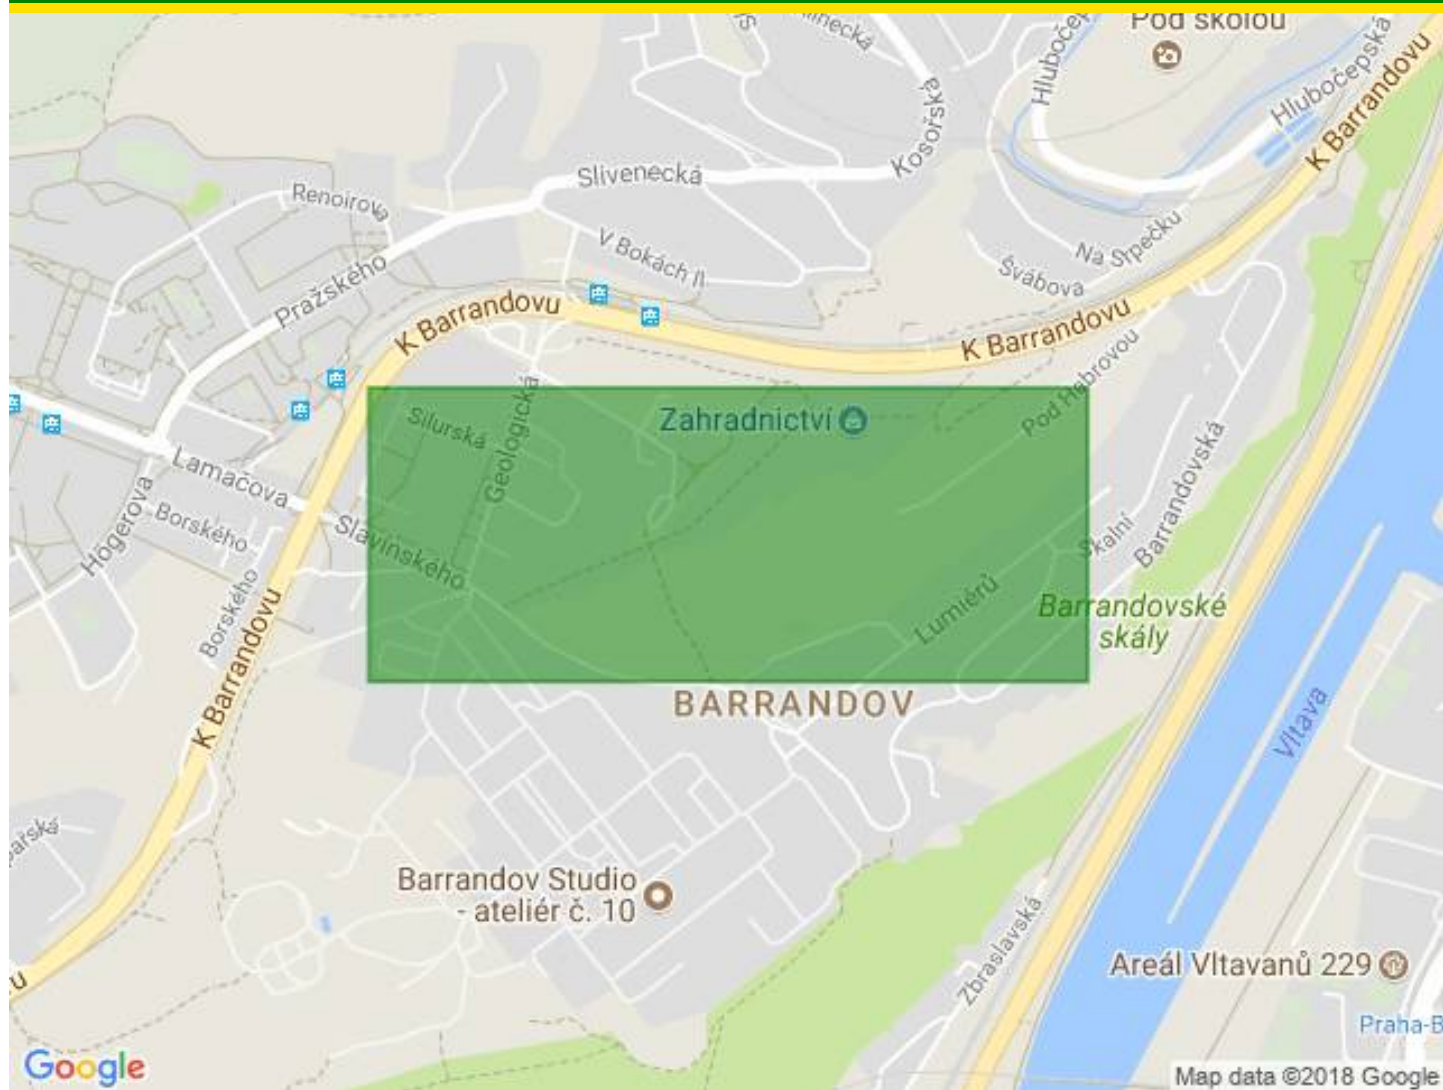 Pod školou
Hlubočepská
Kosořská
K Barrandovu
Slivenecká
Renoirova
V Bokách II
Na Srpečku
Švábova
Pražského
K Barrandovu
K Barrandovu
Pod Habrovou
Zahradnictví
Silurská
Geologická
Barrandovská
Lamačova
Borského
Högerova
Slavínského
Skalní
Lumiérů
Barrandovské
skály
Borského
K Barrandovu
BARRANDOV
Vltava
Barrandov Studio
- ateliér č. 10
Zbraslavská
Areál Vltavanů 229
Praha-B
Google
Map data ©2018 Google